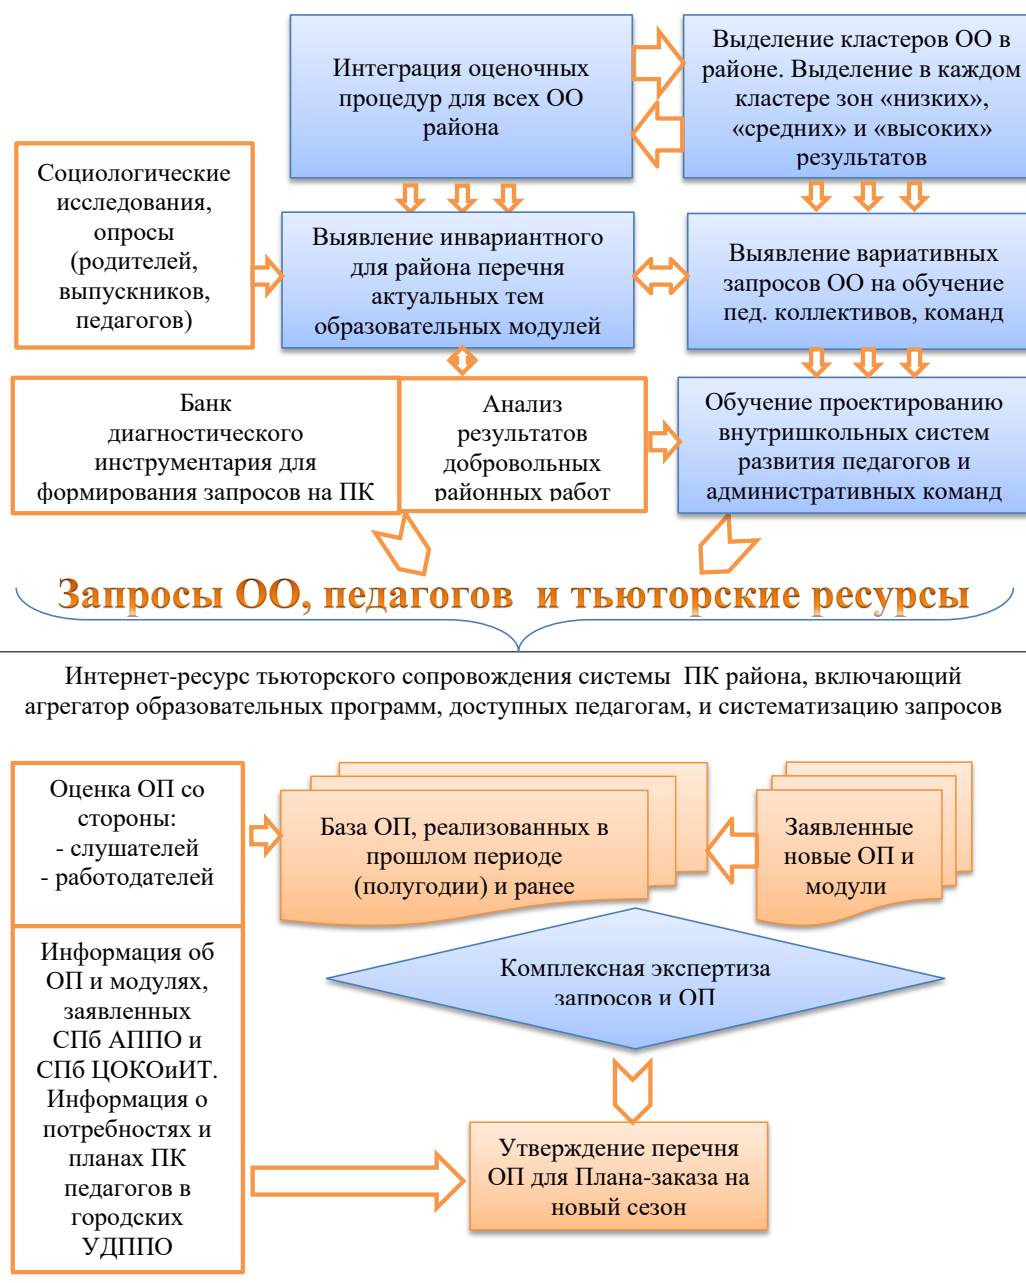 Интеграция оценочных
процедур для всех ОО
района
Выделение кластеров ОО в
районе. Выделение в каждом
кластере зон «низких»,
«средних» и «высоких»
результатов
Социологические
исследования,
опросы
(родителей,
выпускников,
педагогов)
Выявление инвариантного
для района перечня
актуальных тем
образовательных модулей
Выявление вариативных
запросов ОО на обучение
пед. коллективов, команд
Банк
диагностического
инструментария для
формирования запросов на ПК
Анализ
результатов
добровольных
районных работ
Обучение проектированию
внутришкольных систем
развития педагогов и
административных команд
Запросы ОО, педагогов и тьюторские ресурсы
Интернет-ресурс тьюторского сопровождения системы ПК района, включающий
агрегатор образовательных программ, доступных педагогам, и систематизацию запросов
Оценка ОП со
стороны:
- слушателей
- работодателей
База ОП, реализованных в
прошлом периоде
(полугодии) и ранее
Заявленные
новые ОП и
модули
Информация об
ОП и модулях,
заявленных
СПб АППО и
СПб ЦОКОиИТ.
Информация о
потребностях и
планах ПК
педагогов в
городских
УДППО
Комплексная экспертиза
запросов и ОП
Утверждение перечня
ОП для Плана-заказа на
новый сезон